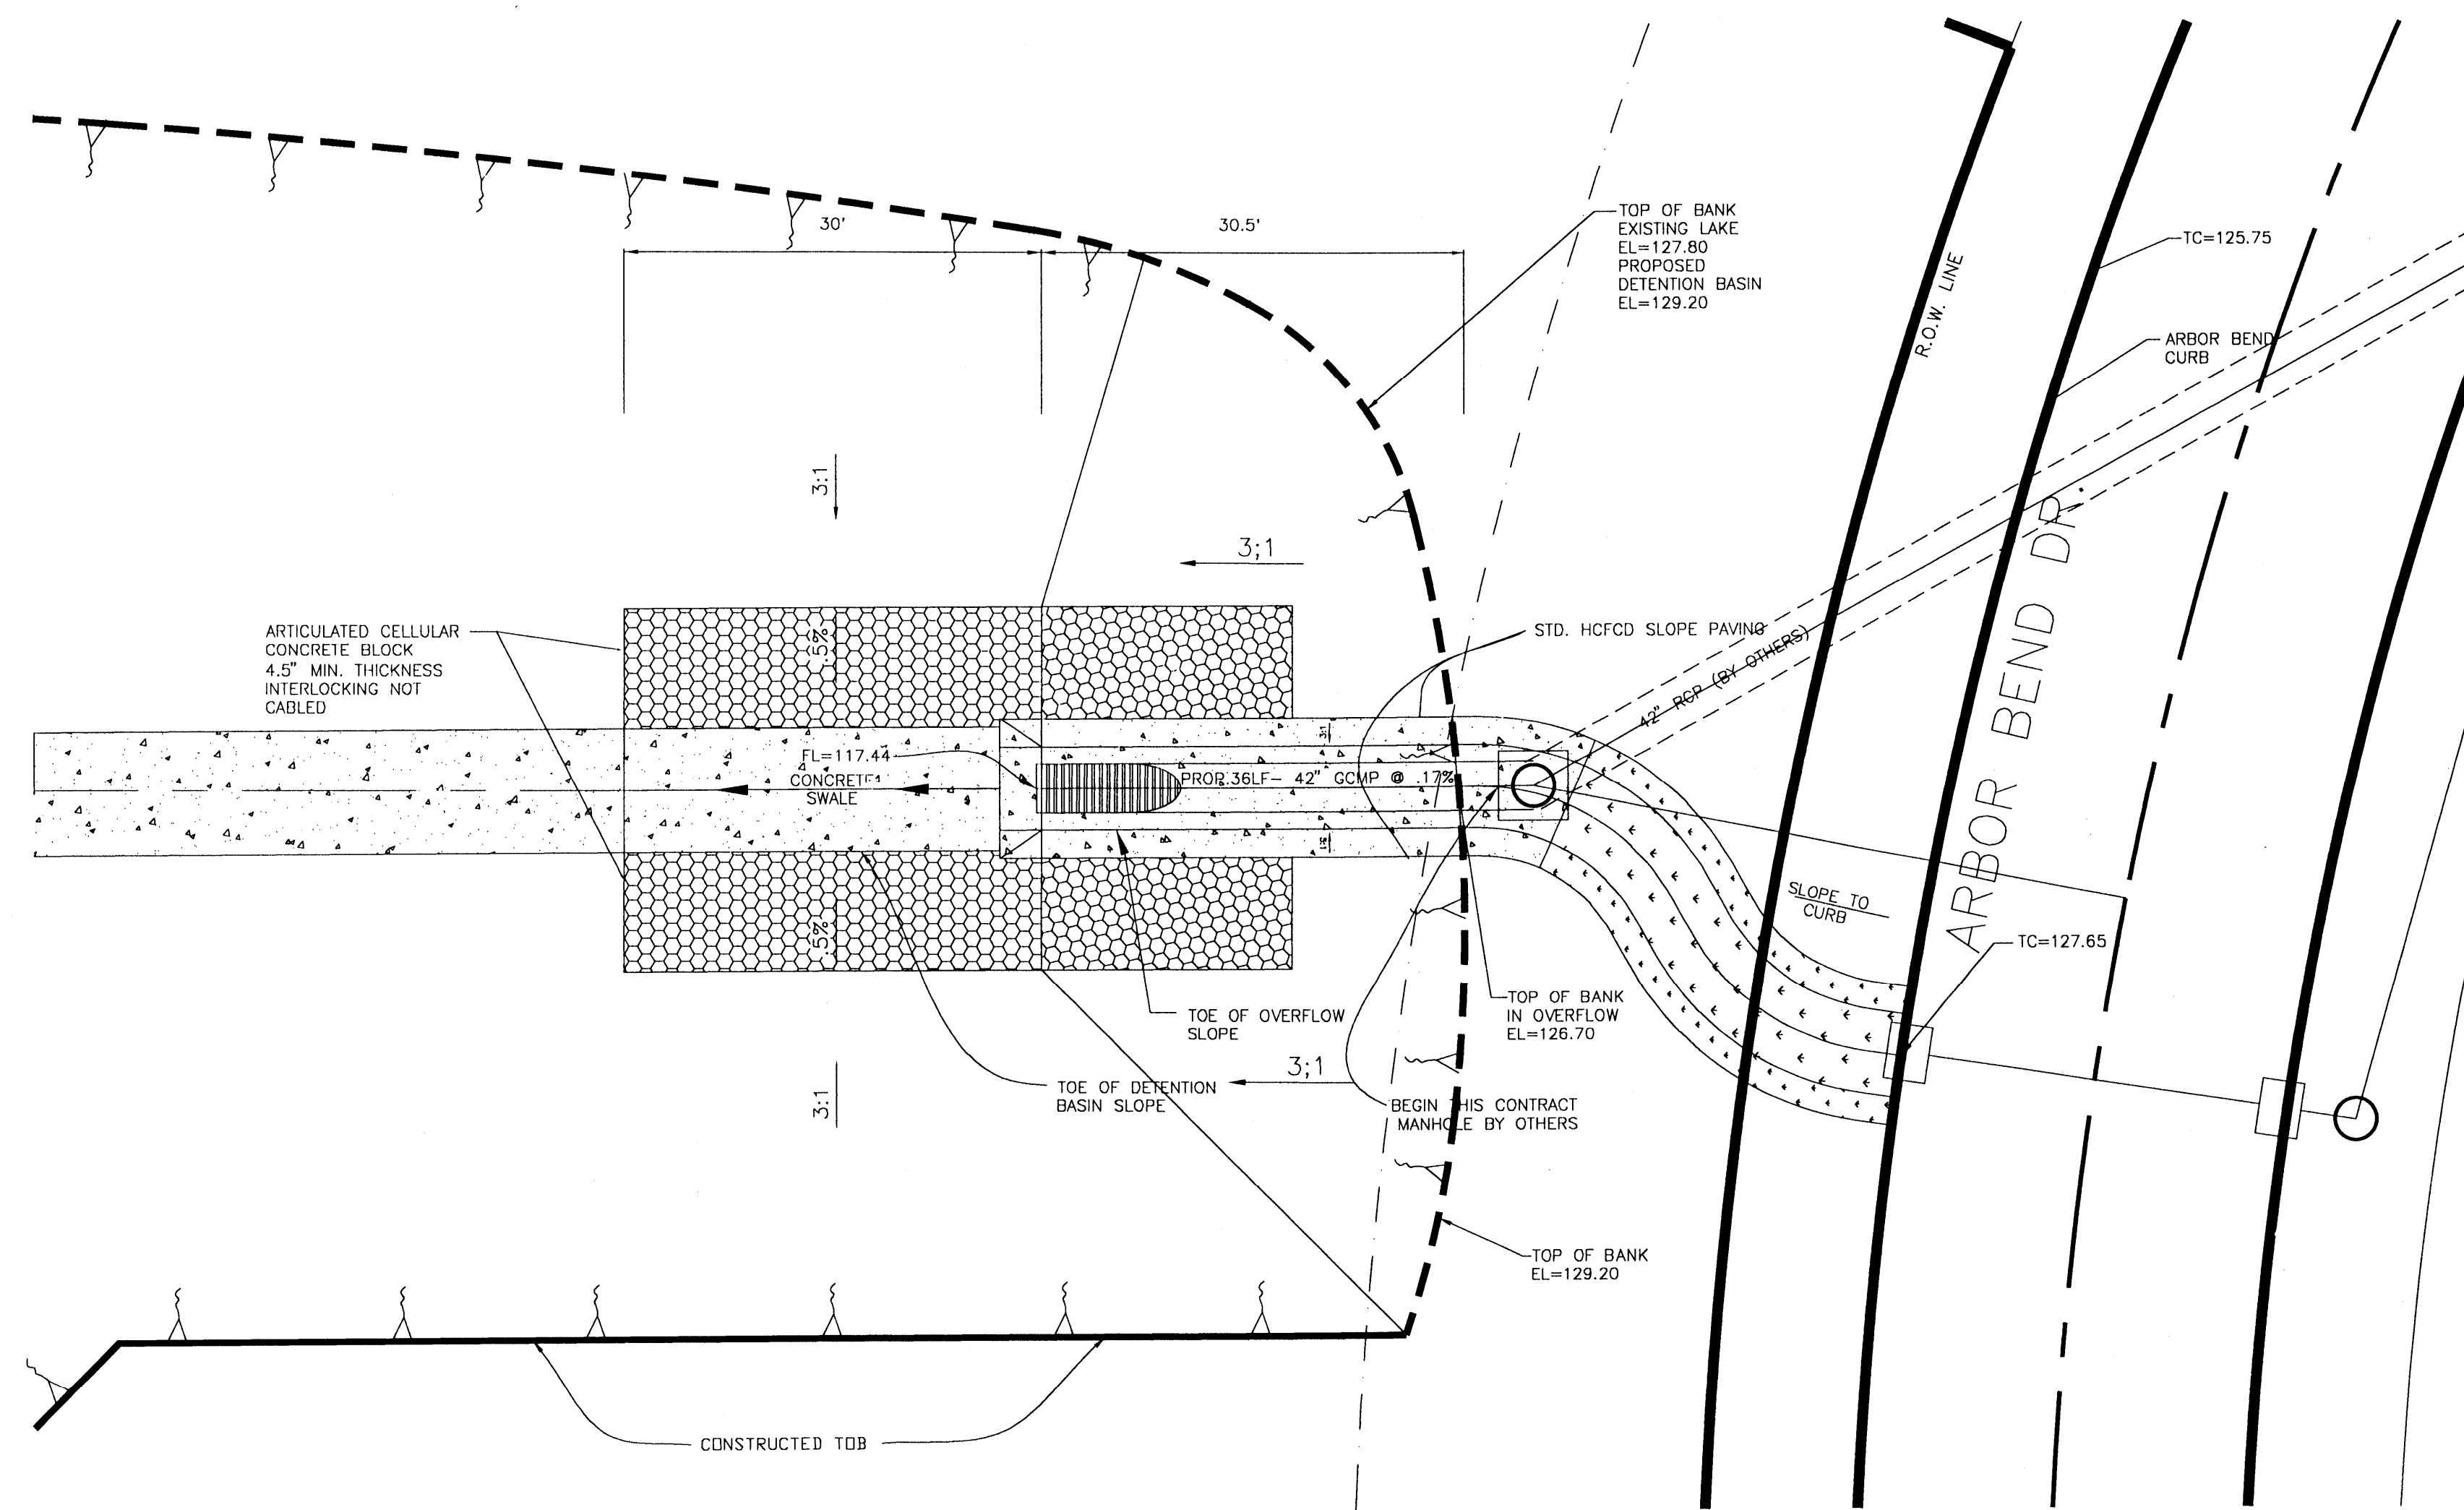 30'
30.5'
TOP OF BANK
EXISTING LAKE
EL=127.80
PROPOSED
DETENTION BASIN
EL=129.20
R.O.W. LINE
TC=125.75
ARBOR BEND
CURB
3:1
3;1
ARTICULATED CELLULAR
CONCRETE BLOCK
4.5" MIN. THICKNESS
INTERLOCKING NOT
CABLED
.5%
STD. HCFCD SLOPE PAVING
42" RCP (BY OTHERS)
ARBOR BEND DR.
3:1
FL=117.44
CONCRETE
SWALE
PROP.36LF- 42" GCMP @ .17%
.5%
SLOPE TO
CURB
TC=127.65
TOE OF OVERFLOW
SLOPE
TOP OF BANK
IN OVERFLOW
EL=126.70
3;1
3:1
TOE OF DETENTION
BASIN SLOPE
BEGIN THIS CONTRACT
MANHOLE BY OTHERS
TOP OF BANK
EL=129.20
CONSTRUCTED TOB